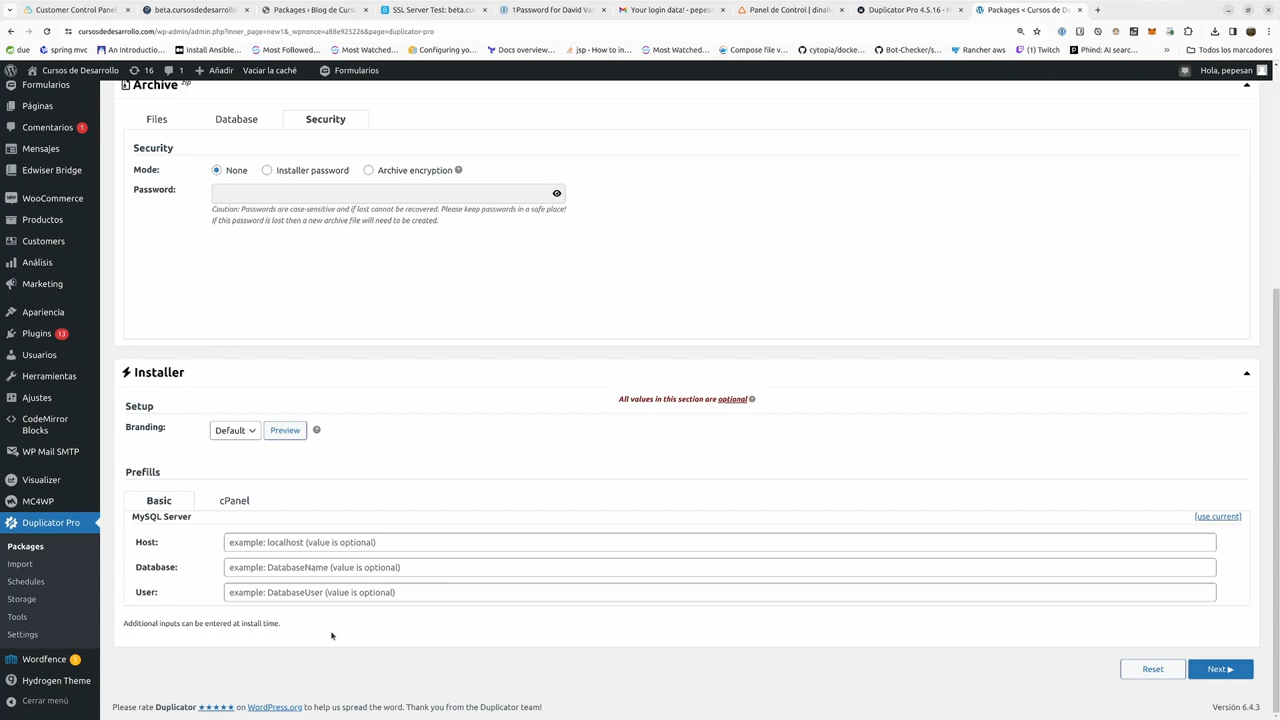 Customer Control Panel
beta.cursosdedesarrollo
Packages ‹ Blog de Curs
SSL Server Test: beta.cu
1Password for David Vac
Your login data! - pepes
Panel de Control | dinah
Duplicator Pro 4.5.16 - M
Packages ‹ Cursos de De
cursosdedesarrollo.com/wp-admin/admin.php?inner_page=new1&_wpnonce=a88e925226&page=duplicator-pro
due
spring mvc
An Introduction...
Install Ansible...
Most Followed...
Most Watched...
Configuring yo...
Docs overview...
jsp - How to in...
Most Watched...
Compose file v...
cytopia/docke...
Bot-Checker/s...
Rancher aws
(1) Twitch
Phind: AI searc...
»
Todos los marcadores
Cursos de Desarrollo
16
1
Añadir
Vaciar la caché
Formularios
Hola, pepesan
Formularios
Páginas
Comentarios 1
Mensajes
Edwiser Bridge
WooCommerce
Productos
Customers
Análisis
Marketing
Apariencia
Plugins 13
Usuarios
Herramientas
Ajustes
CodeMirror
Blocks
WP Mail SMTP
Visualizer
MC4WP
Duplicator Pro
Packages
Import
Schedules
Storage
Tools
Settings
Wordfence
Hydrogen Theme
Cerrar menú
Archive zip
Files
Database
Security
Security
Mode:
None
Installer password
Archive encryption
Password:
Caution: Passwords are case-sensitive and if lost cannot be recovered. Please keep passwords in a safe place!
If this password is lost then a new archive file will need to be created.
Installer
Setup
All values in this section are optional
Branding:
Default
Preview
Prefills
Basic
cPanel
MySQL Server
[use current]
Host:
example: localhost (value is optional)
Database:
example: DatabaseName (value is optional)
User:
example: DatabaseUser (value is optional)
Additional inputs can be entered at install time.
Reset
Next ▶
Please rate Duplicator ★★★★★ on WordPress.org to help us spread the word. Thank you from the Duplicator team!
Versión 6.4.3